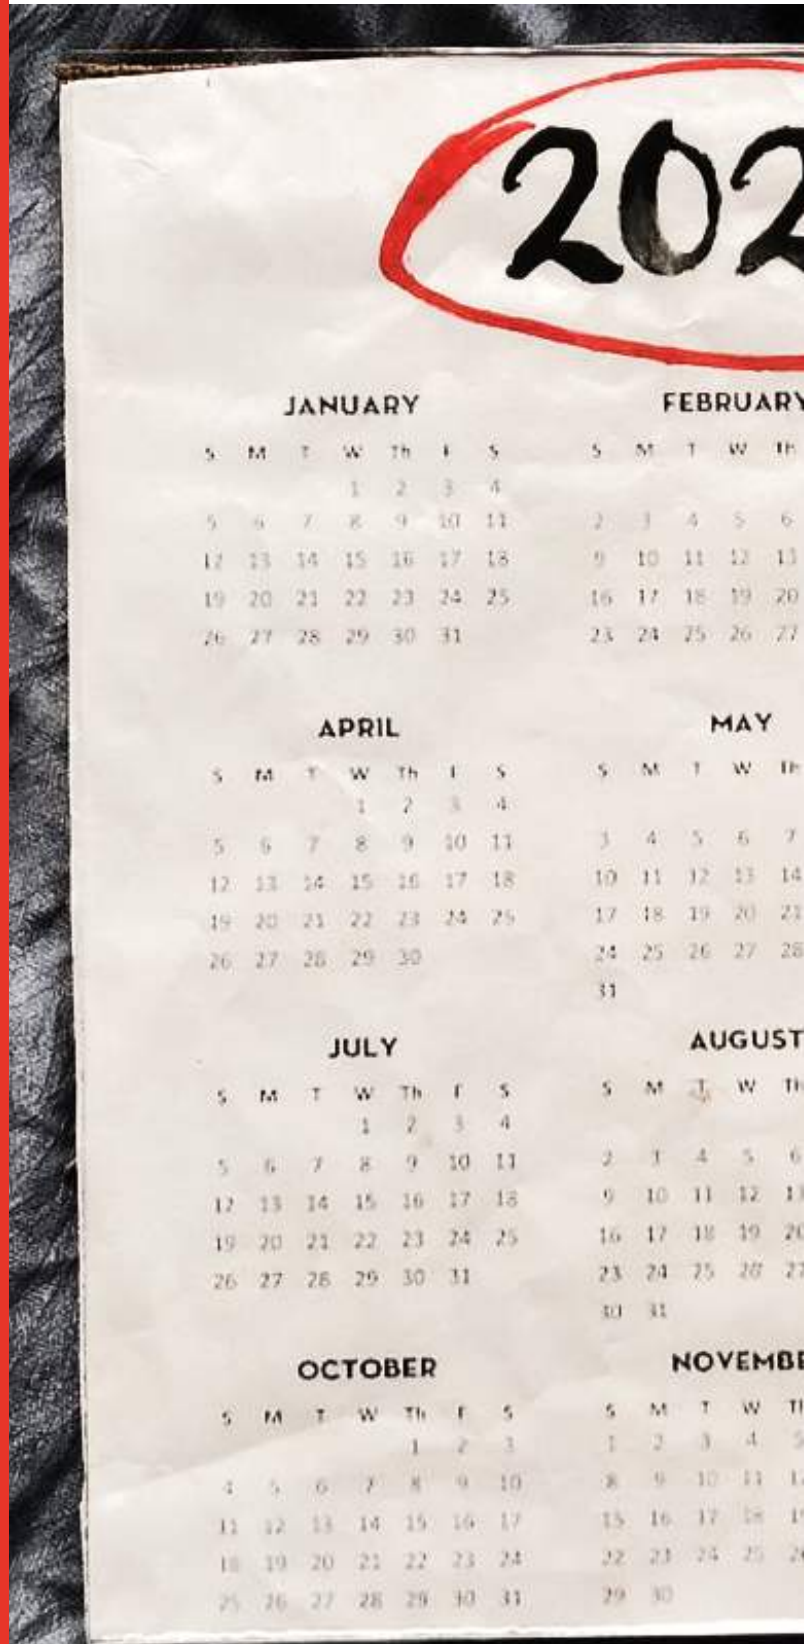 202
JANUARY
S M T W Th F S
1 2 3 4
5 6 7 8 9 10 11
12 13 14 15 16 17 18
19 20 21 22 23 24 25
26 27 28 29 30 31
FEBRUARY
S M T W Th
2 3 4 5 6
9 10 11 12 13
16 17 18 19 20
23 24 25 26 27
APRIL
S M T W Th F S
1 2 3 4
5 6 7 8 9 10 11
12 13 14 15 16 17 18
19 20 21 22 23 24 25
26 27 28 29 30
MAY
S M T W Th
3 4 5 6 7
10 11 12 13 14
17 18 19 20 21
24 25 26 27 28
31
JULY
S M T W Th F S
1 2 3 4
5 6 7 8 9 10 11
12 13 14 15 16 17 18
19 20 21 22 23 24 25
26 27 28 29 30 31
AUGUST
S M T W Th
2 3 4 5 6
9 10 11 12 13
16 17 18 19 20
23 24 25 26 27
30 31
OCTOBER
S M T W Th F S
1 2 3
4 5 6 7 8 9 10
11 12 13 14 15 16 17
18 19 20 21 22 23 24
25 26 27 28 29 30 31
NOVEMBE
S M T W Th
1 2 3 4 5
8 9 10 11
15 16 17 18
22 23 24 25
29 30